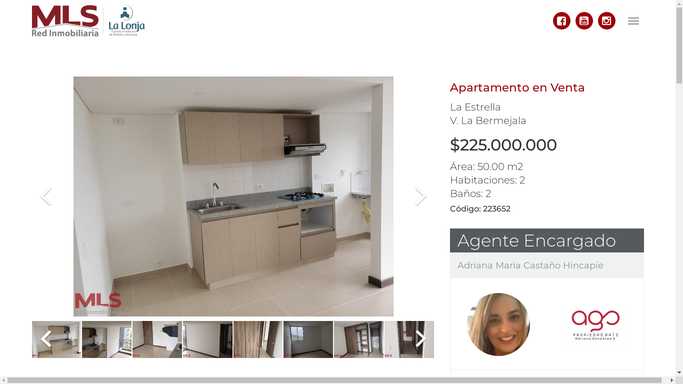 MLS
Red Inmobiliaria
La Lonja
Apartamento en Venta
La Estrella
V. La Bermejala
$225.000.000
Área: 50.00 m2
Habitaciones: 2
Baños: 2
Código: 223652
MLS
Agente Encargado
Adriana Maria Castaño Hincapie
ago